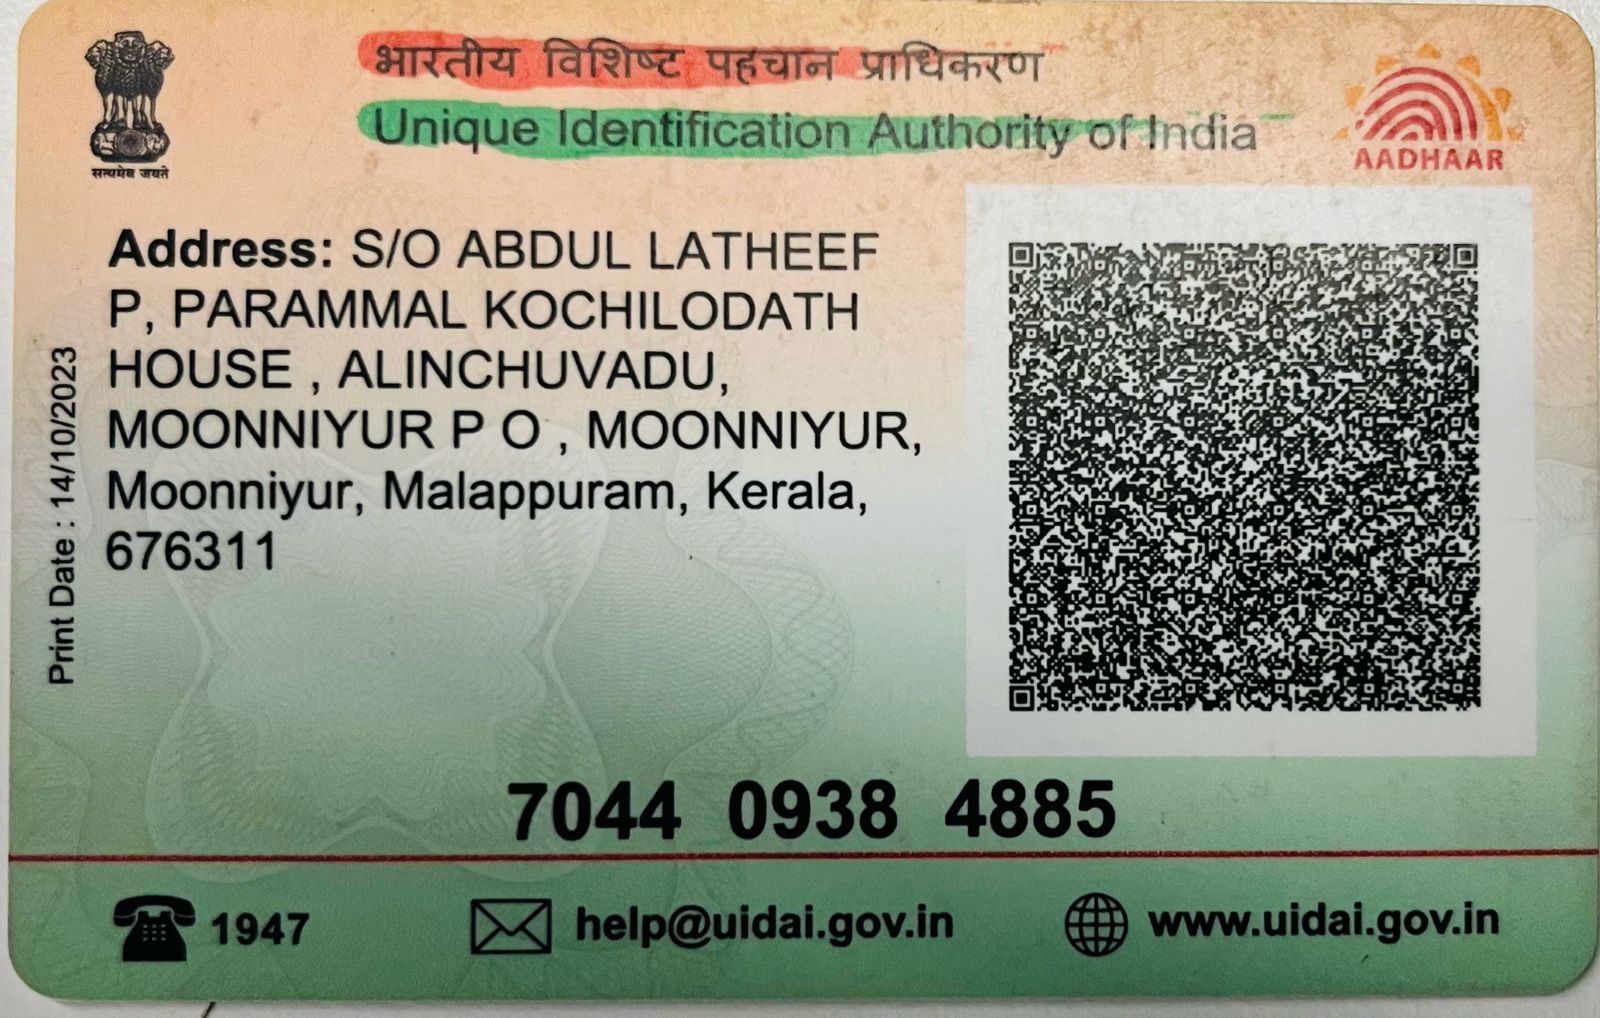 भारतीय विशिष्ट पहचान प्राधिकरण
Unique Identification Authority of India
सत्यमेव जयते
AADHAAR
Address: S/O ABDUL LATHEEF
P, PARAMMAL KOCHILODATH
HOUSE , ALINCHUVADU,
MOONNIYUR P O , MOONNIYUR,
Moonniyur, Malappuram, Kerala,
676311
Print Date : 14/10/2023
7044 0938 4885
1947
help@uidai.gov.in
www.uidai.gov.in